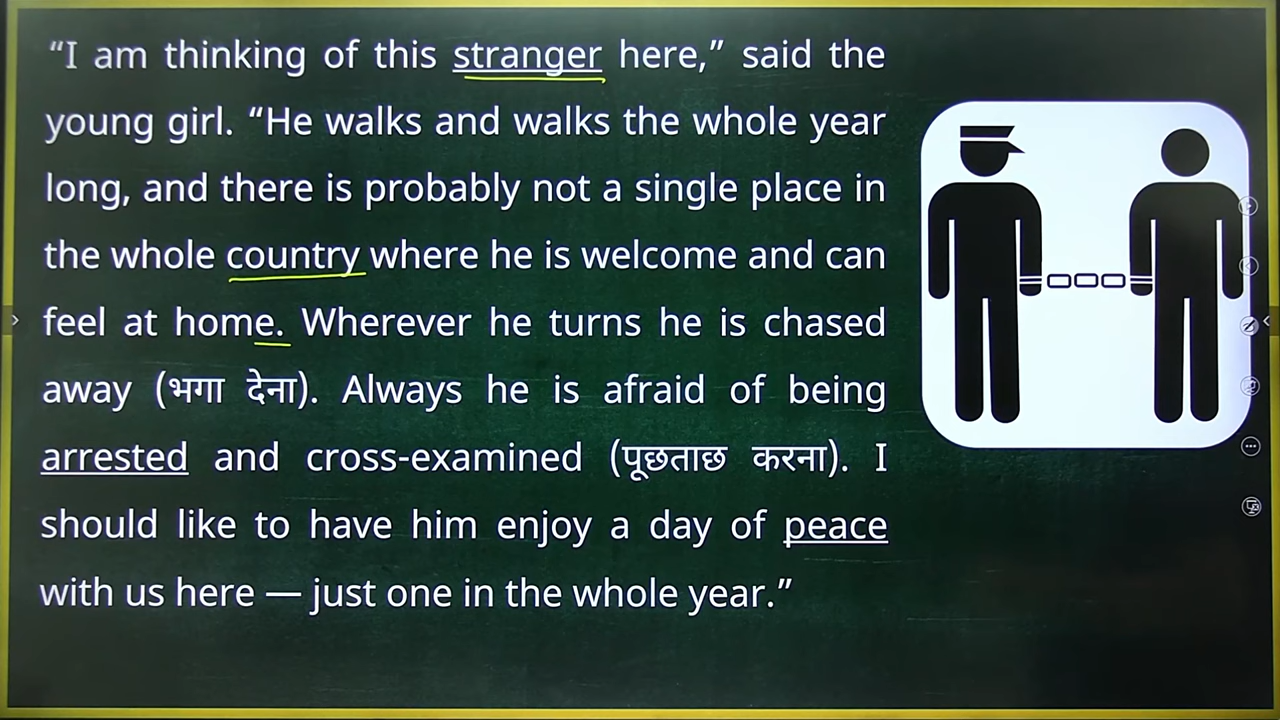 “I am thinking of this stranger here,” said the
young girl. “He walks and walks the whole year
long, and there is probably not a single place in
the whole country where he is welcome and can
feel at home. Wherever he turns he is chased
away (भगा देना). Always he is afraid of being
arrested and cross-examined (पूछताछ करना). I
should like to have him enjoy a day of peace
with us here — just one in the whole year.”